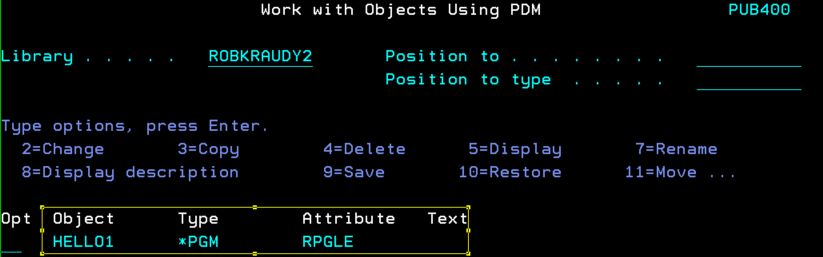 Work with Objects Using PDM PUB400
Library . . . . . ROBKRAUDY2 Position to . . . . . . . .
Position to type . . . . .
Type options, press Enter.
2=Change 3=Copy 4=Delete 5=Display 7=Rename
8=Display description 9=Save 10=Restore 11=Move ...
Opt Object Type Attribute Text
HELLO1 *PGM RPGLE